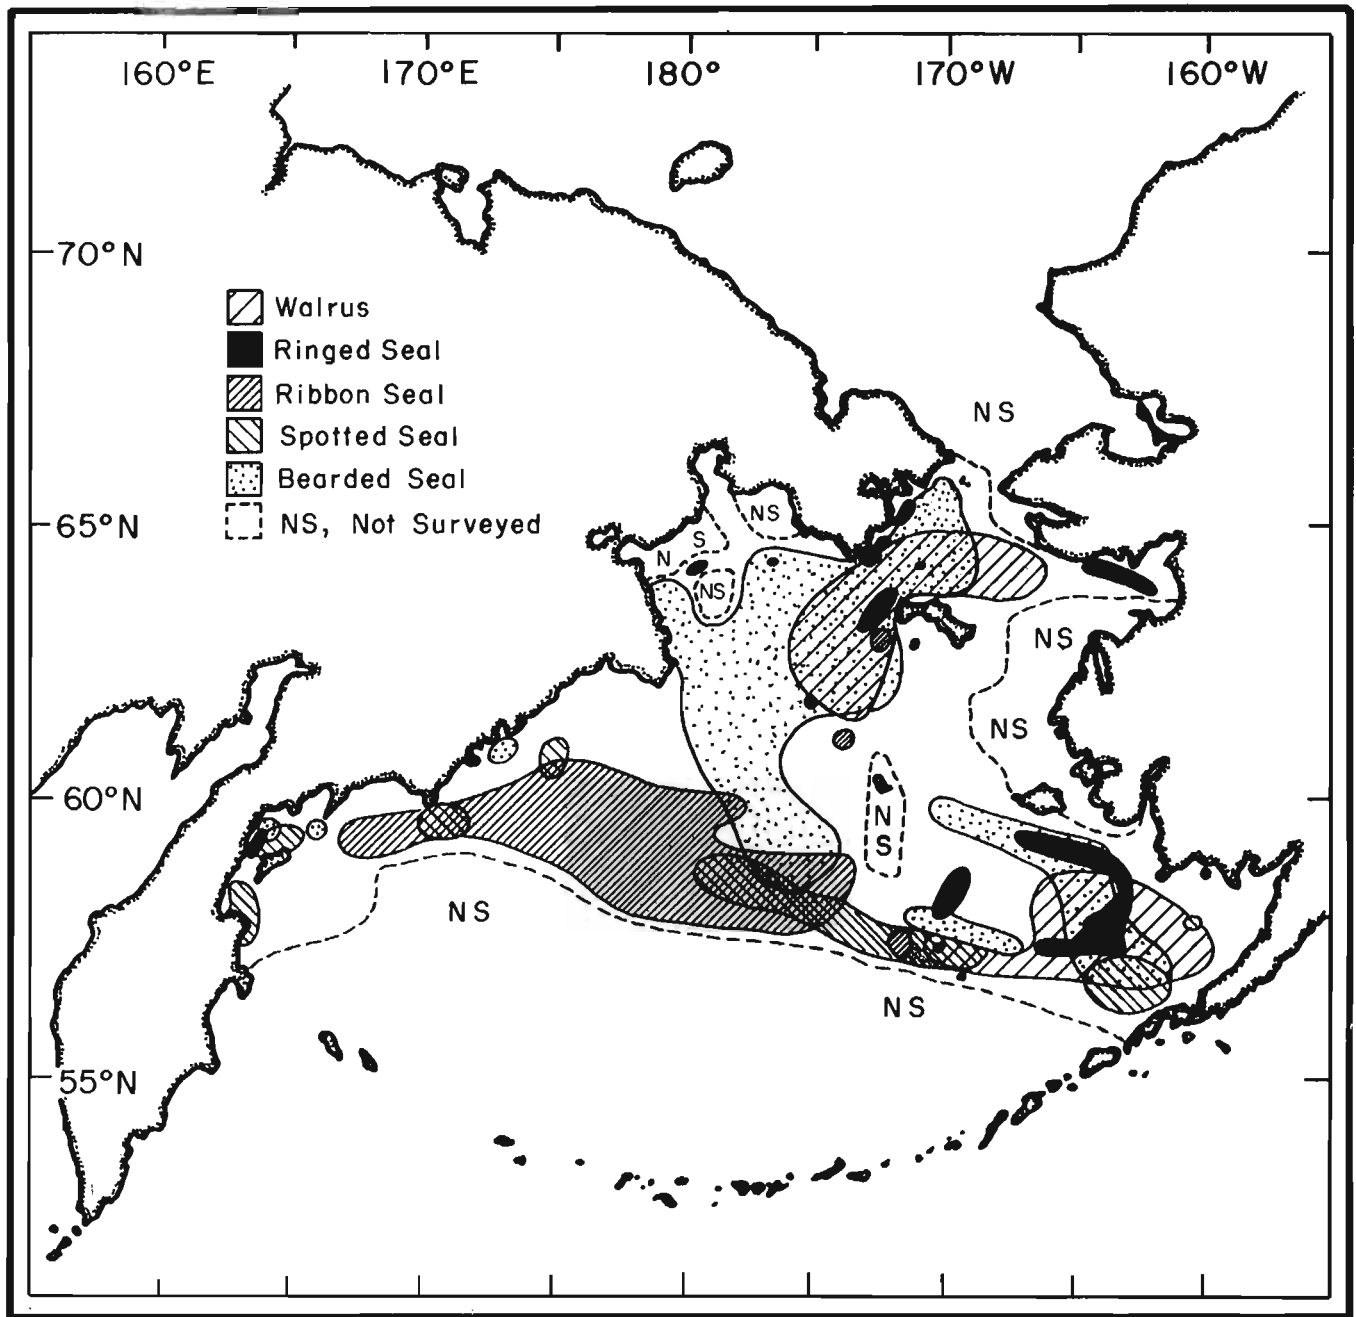 160°E 170°E 180° 170°W 160°W
70°N
Walrus
Ringed Seal
NS
Ribbon Seal
Spotted Seal
Bearded Seal
NS, Not Surveyed
65°N
NS
N S
NS
NS
NS
60°N
N
S
NS
NS
55°N